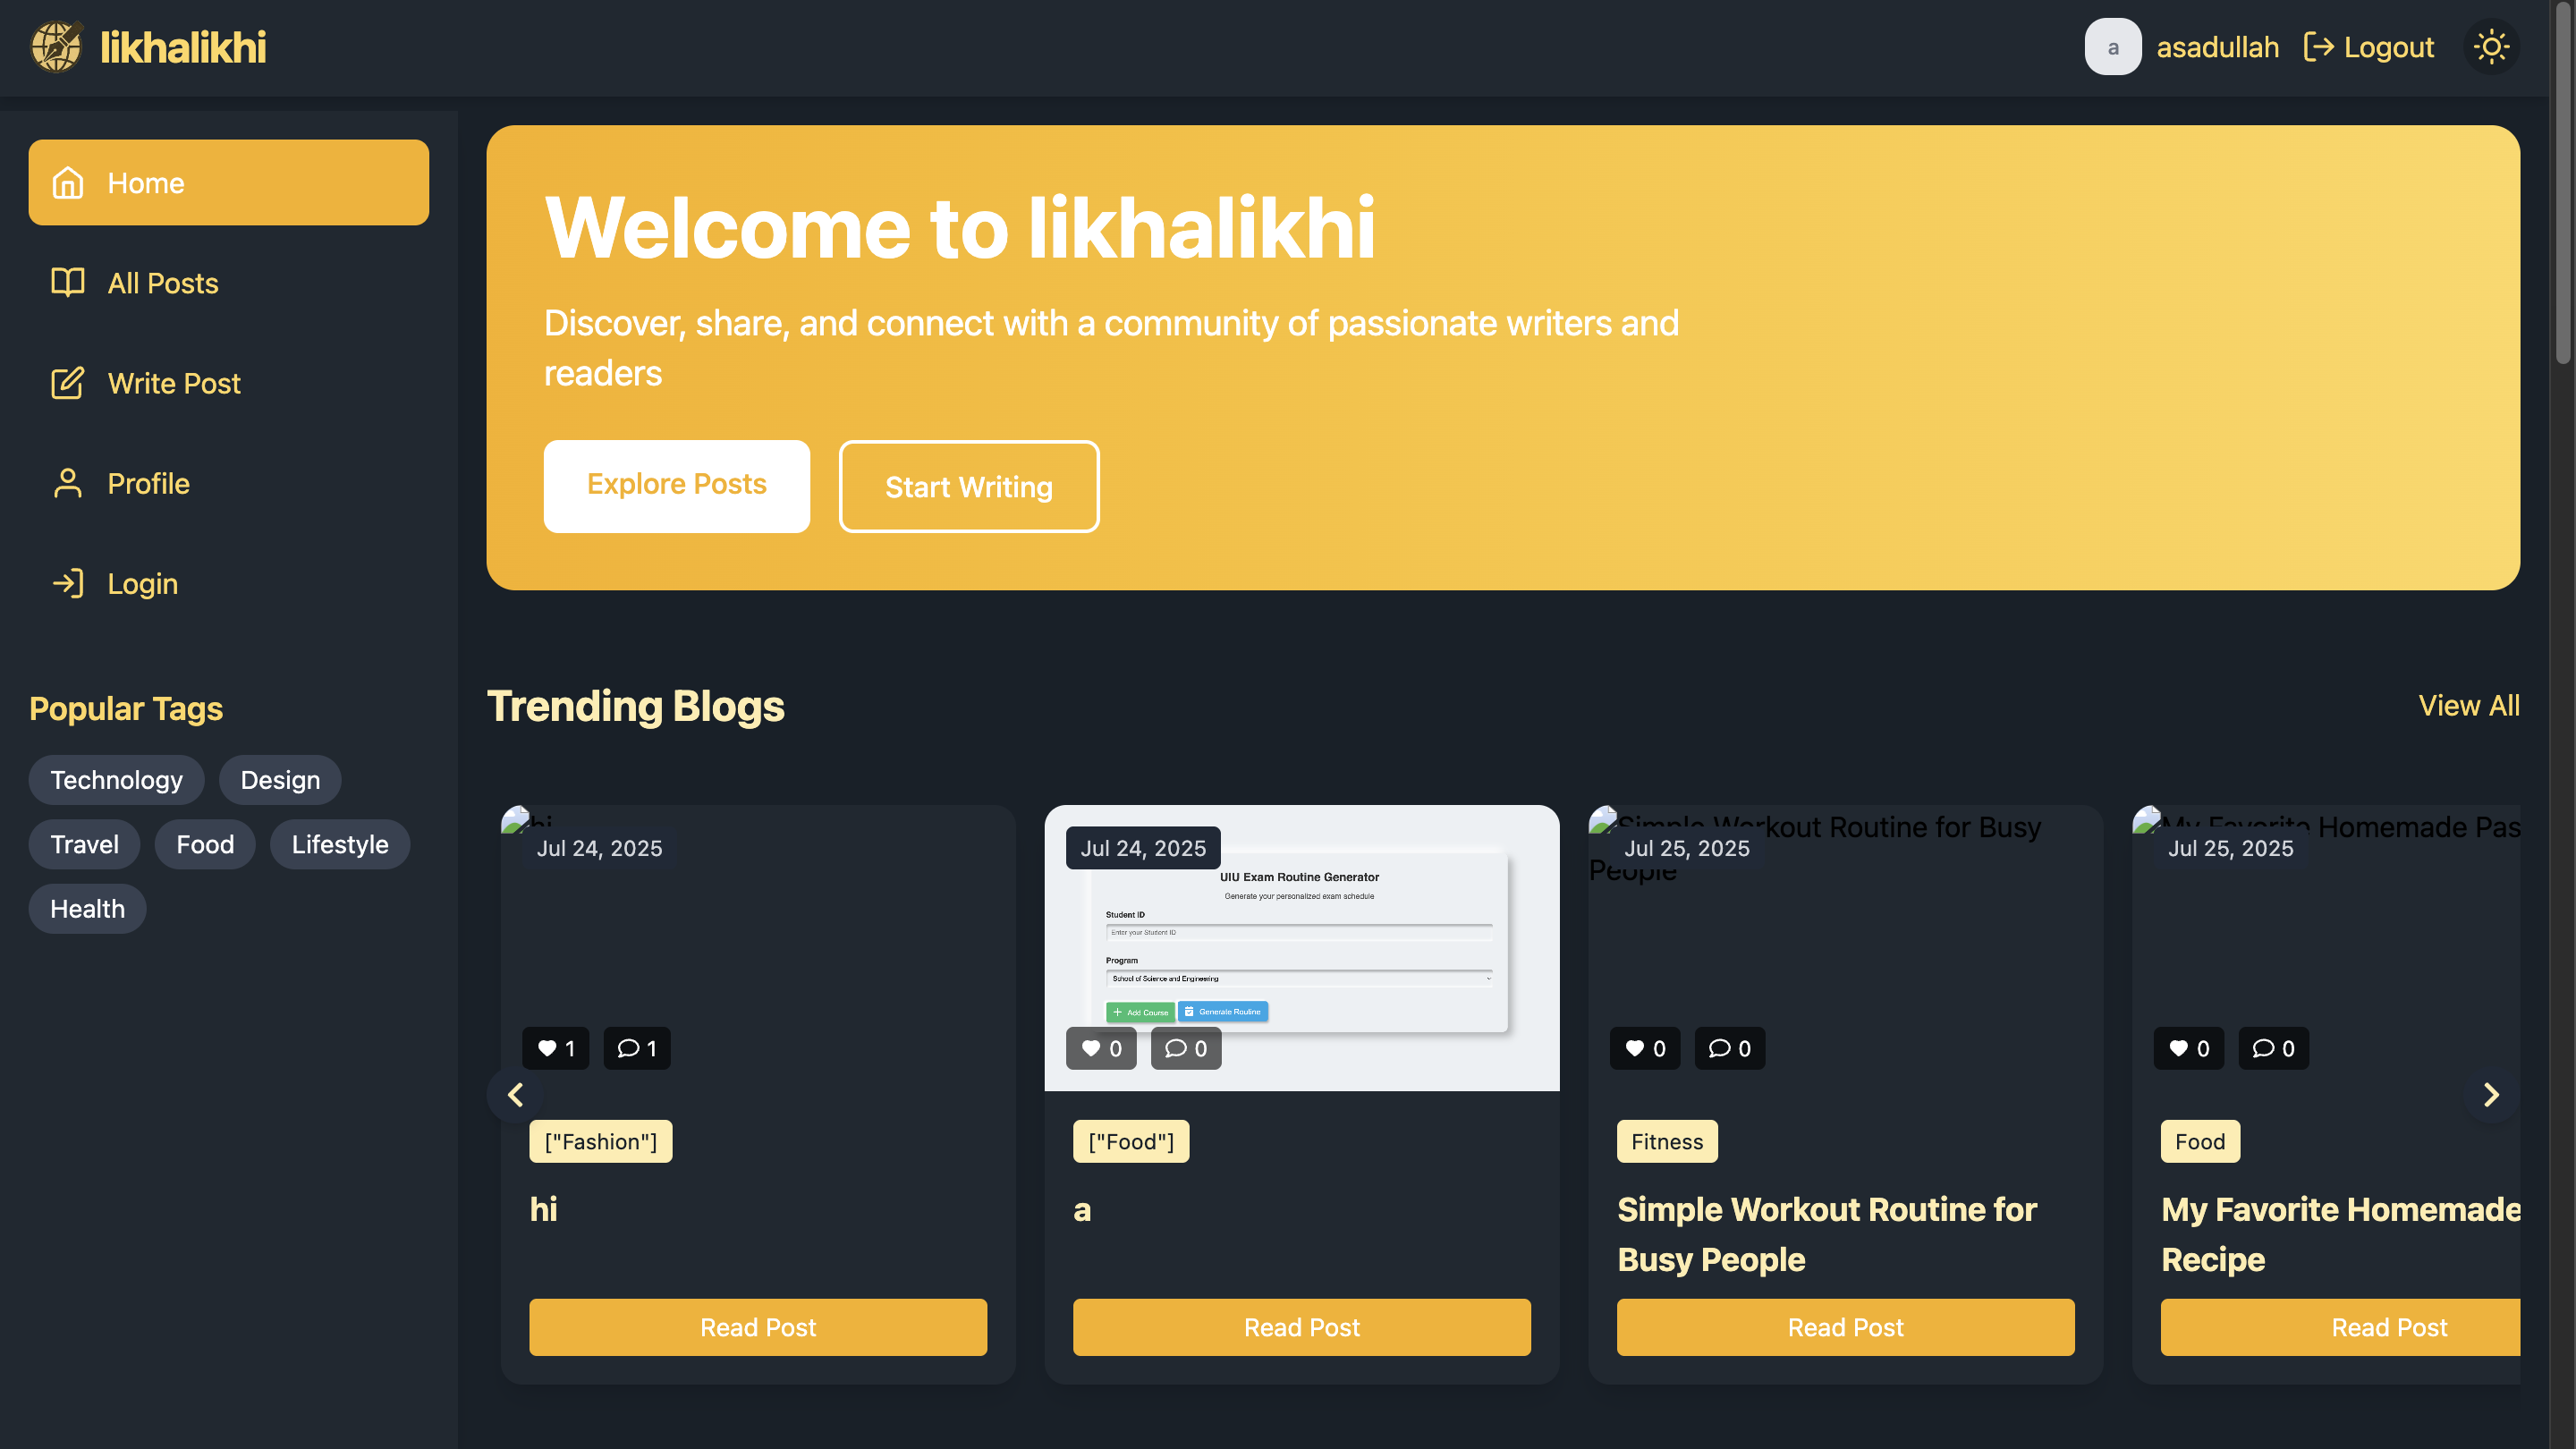 likhalikhi
a asadullah Logout
Home
All Posts
Write Post
Profile
Login
Popular Tags
Technology Design
Travel Food Lifestyle
Health
Welcome to likhalikhi
Discover, share, and connect with a community of passionate writers and
readers
Explore Posts Start Writing
Trending Blogs View All
hi
Jul 24, 2025
1 1
["Fashion"]
hi
Read Post
Jul 24, 2025
UIU Exam Routine Generator
Generate your personalized exam schedule
Student ID
Enter your Student ID
Program
School of Science and Engineering
Add Course Generate Routine
0 0
["Food"]
a
Read Post
Simple Workout Routine for Busy
People
Jul 25, 2025
0 0
Fitness
Simple Workout Routine for
Busy People
Read Post
My Favorite Homemade Pas
Jul 25, 2025
0 0
Food
My Favorite Homemade
Recipe
Read Post